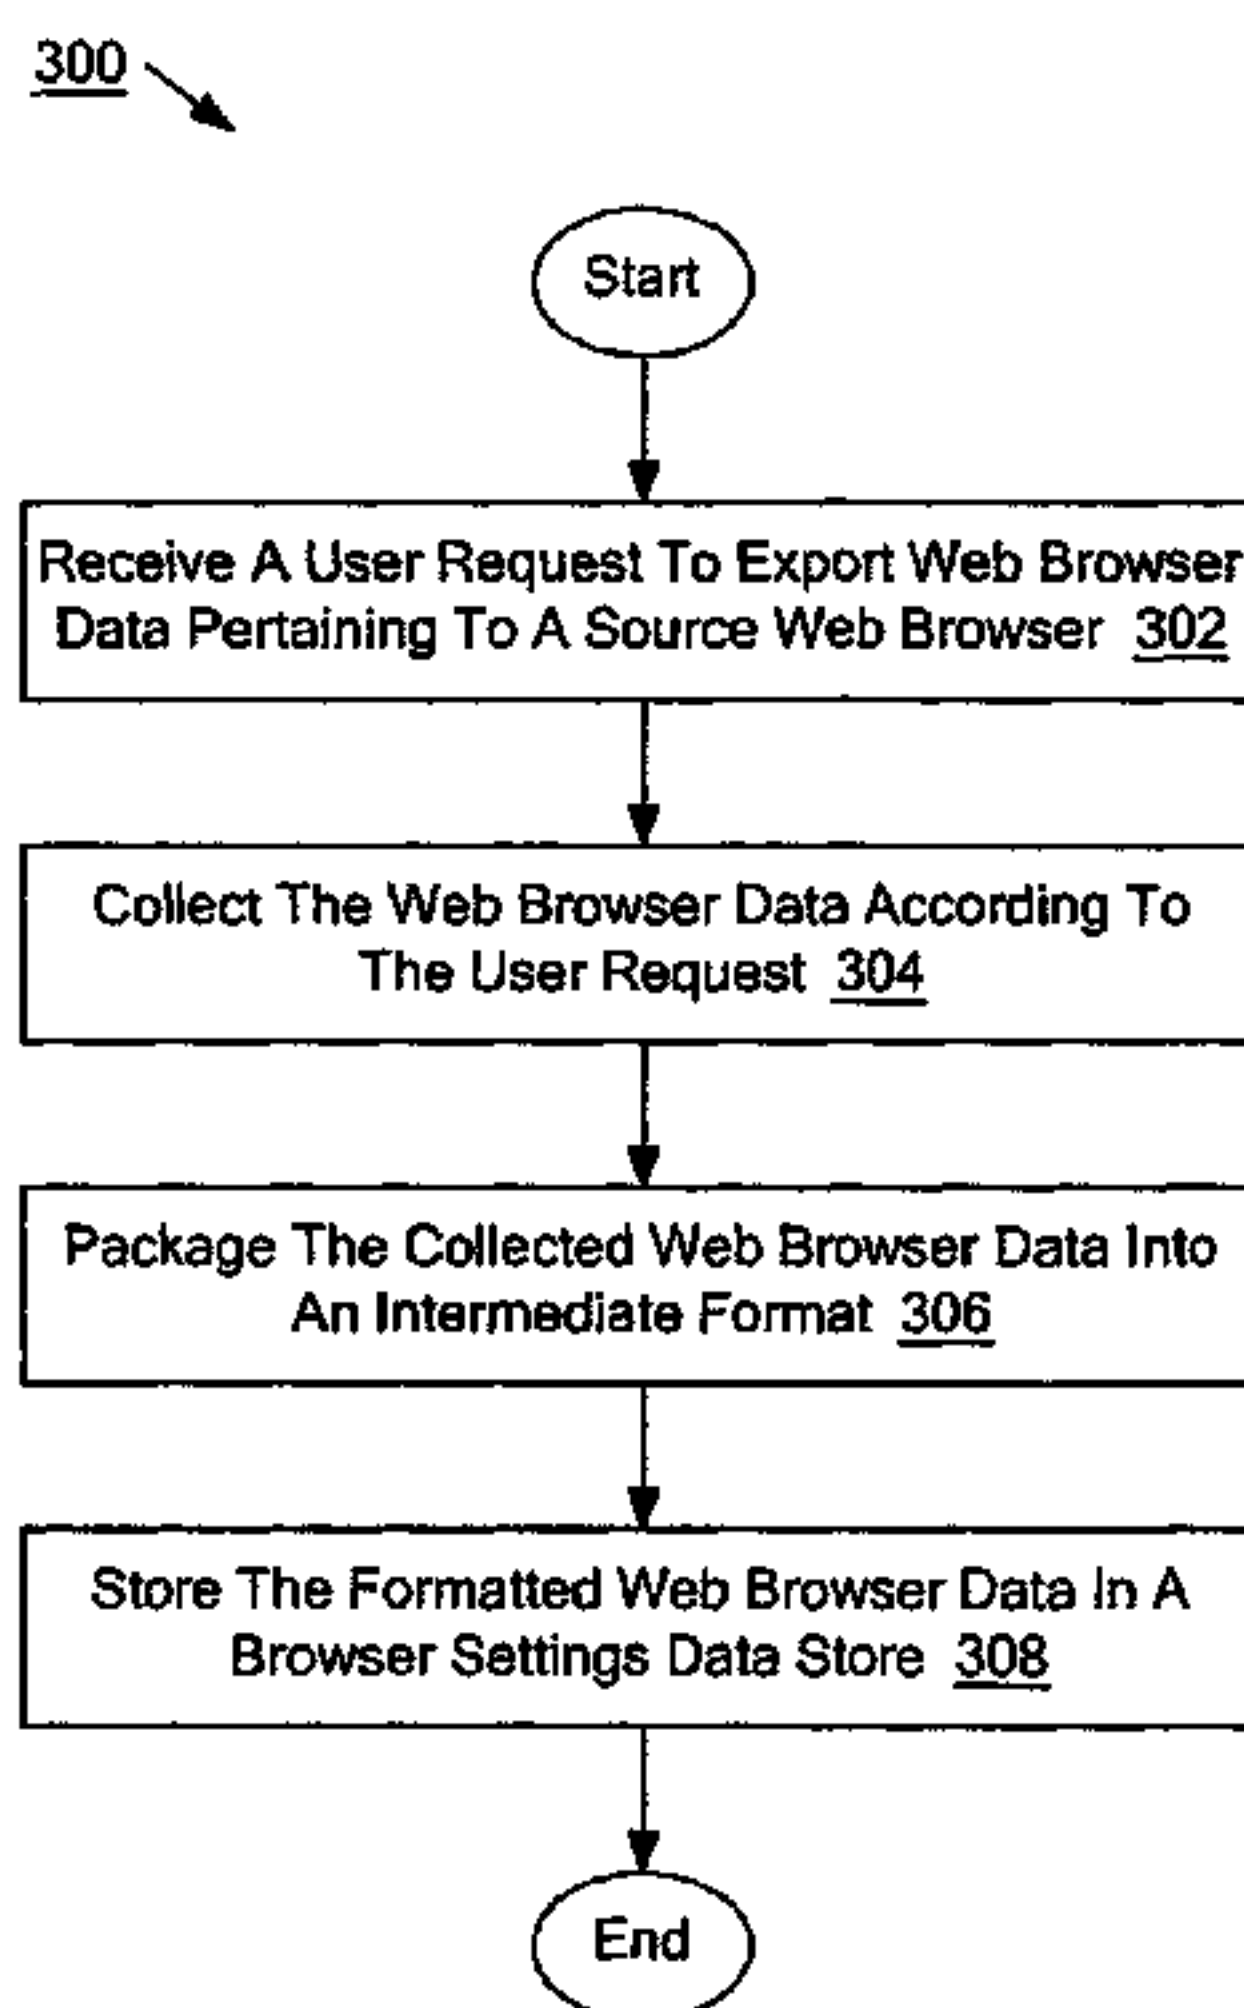 300
Start
Receive A User Request To Export Web Browser
Data Pertaining To A Source Web Browser 302
Collect The Web Browser Data According To
The User Request 304
Package The Collected Web Browser Data Into
An Intermediate Format 306
Store The Formatted Web Browser Data In A
Browser Settings Data Store 308
End